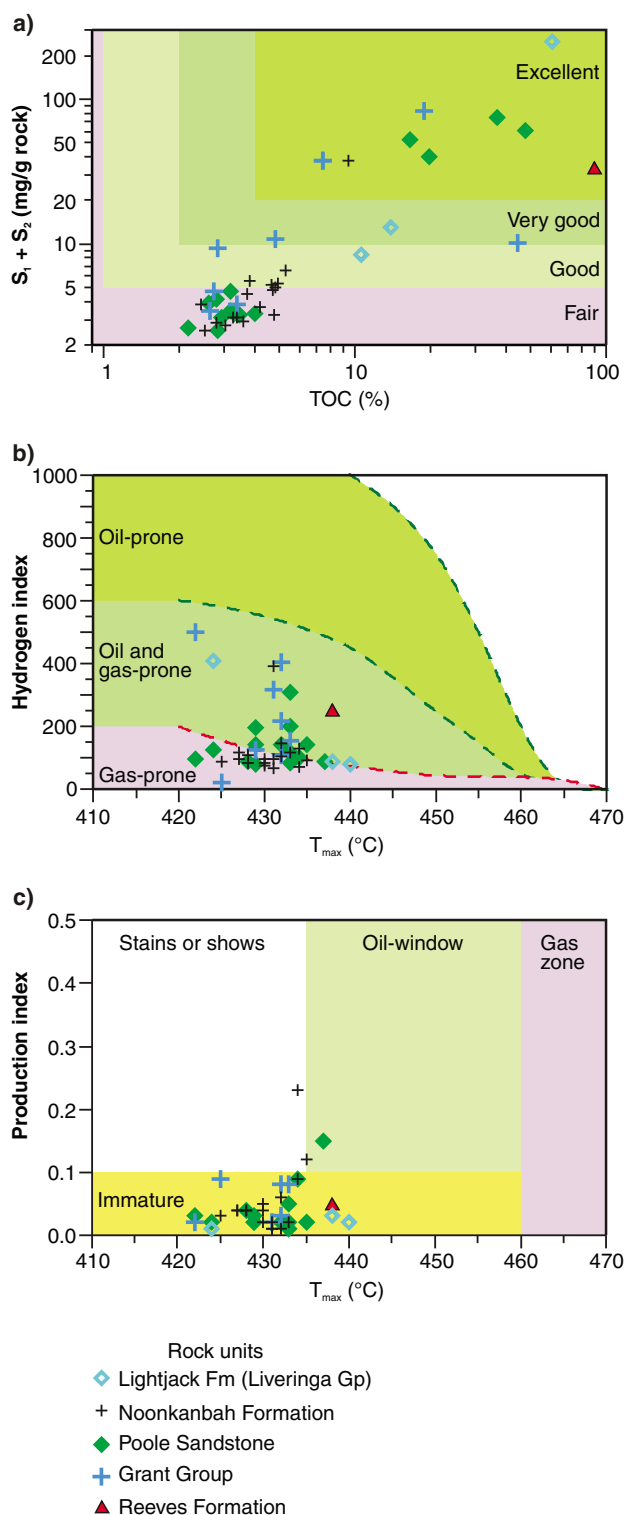 a)
200
100
50
20
10
5
2
S₁ + S₂ (mg/g rock)
Excellent
Very good
Good
Fair
1
10
100
TOC (%)
b)
1000
800
600
400
200
0
Hydrogen index
Oil-prone
Oil and
gas-prone
Gas-prone
410
420
430
440
450
460
470
Tmax (°C)
c)
0.5
0.4
0.3
0.2
0.1
0.0
Production index
Stains or shows
Oil-window
Gas
zone
Immature
410
420
430
440
450
460
470
Tmax (°C)
Rock units
Lightjack Fm (Liveringa Gp)
Noonkanbah Formation
Poole Sandstone
Grant Group
Reeves Formation